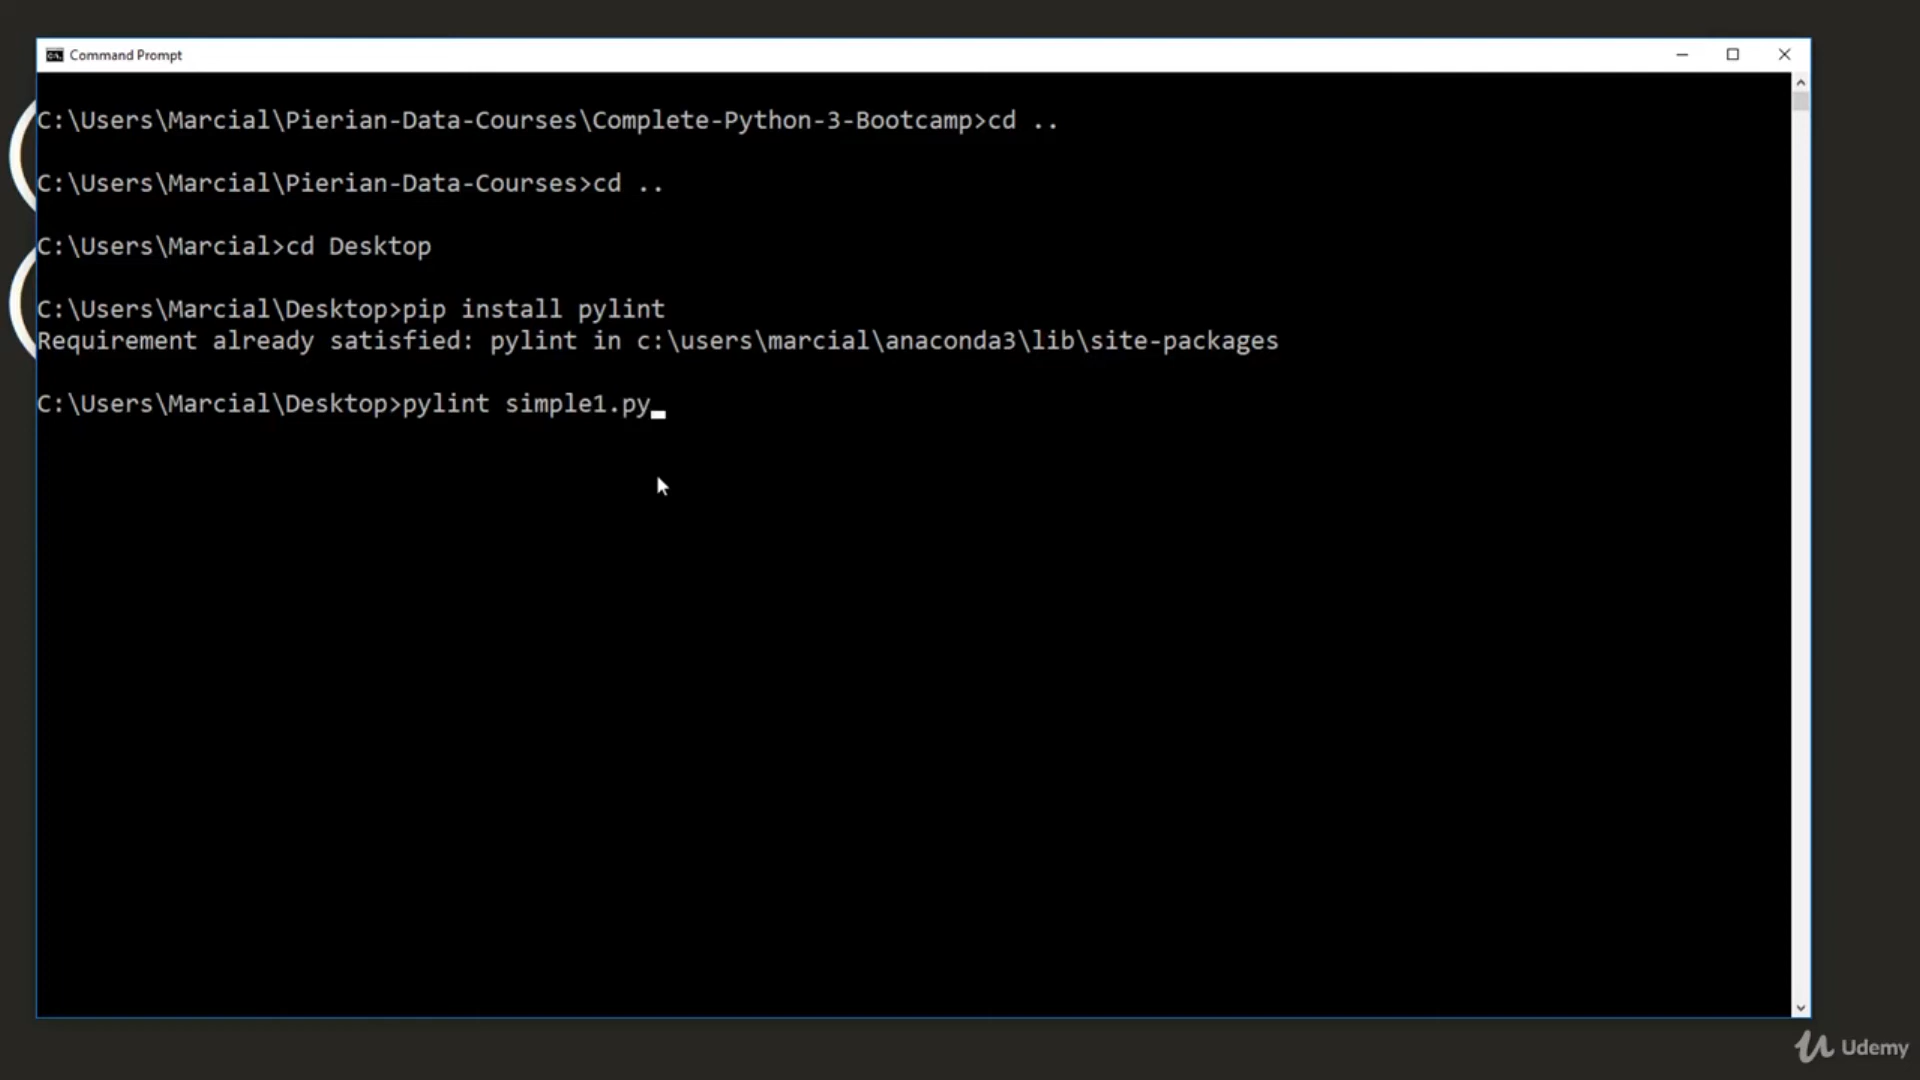 Command Prompt
C:\Users\Marcial\Pierian-Data-Courses\Complete-Python-3-Bootcamp>cd ..
C:\Users\Marcial\Pierian-Data-Courses>cd ..
C:\Users\Marcial>cd Desktop
C:\Users\Marcial\Desktop>pip install pylint
Requirement already satisfied: pylint in c:\users\marcial\anaconda3\lib\site-packages
C:\Users\Marcial\Desktop>pylint simple1.py
Udemy